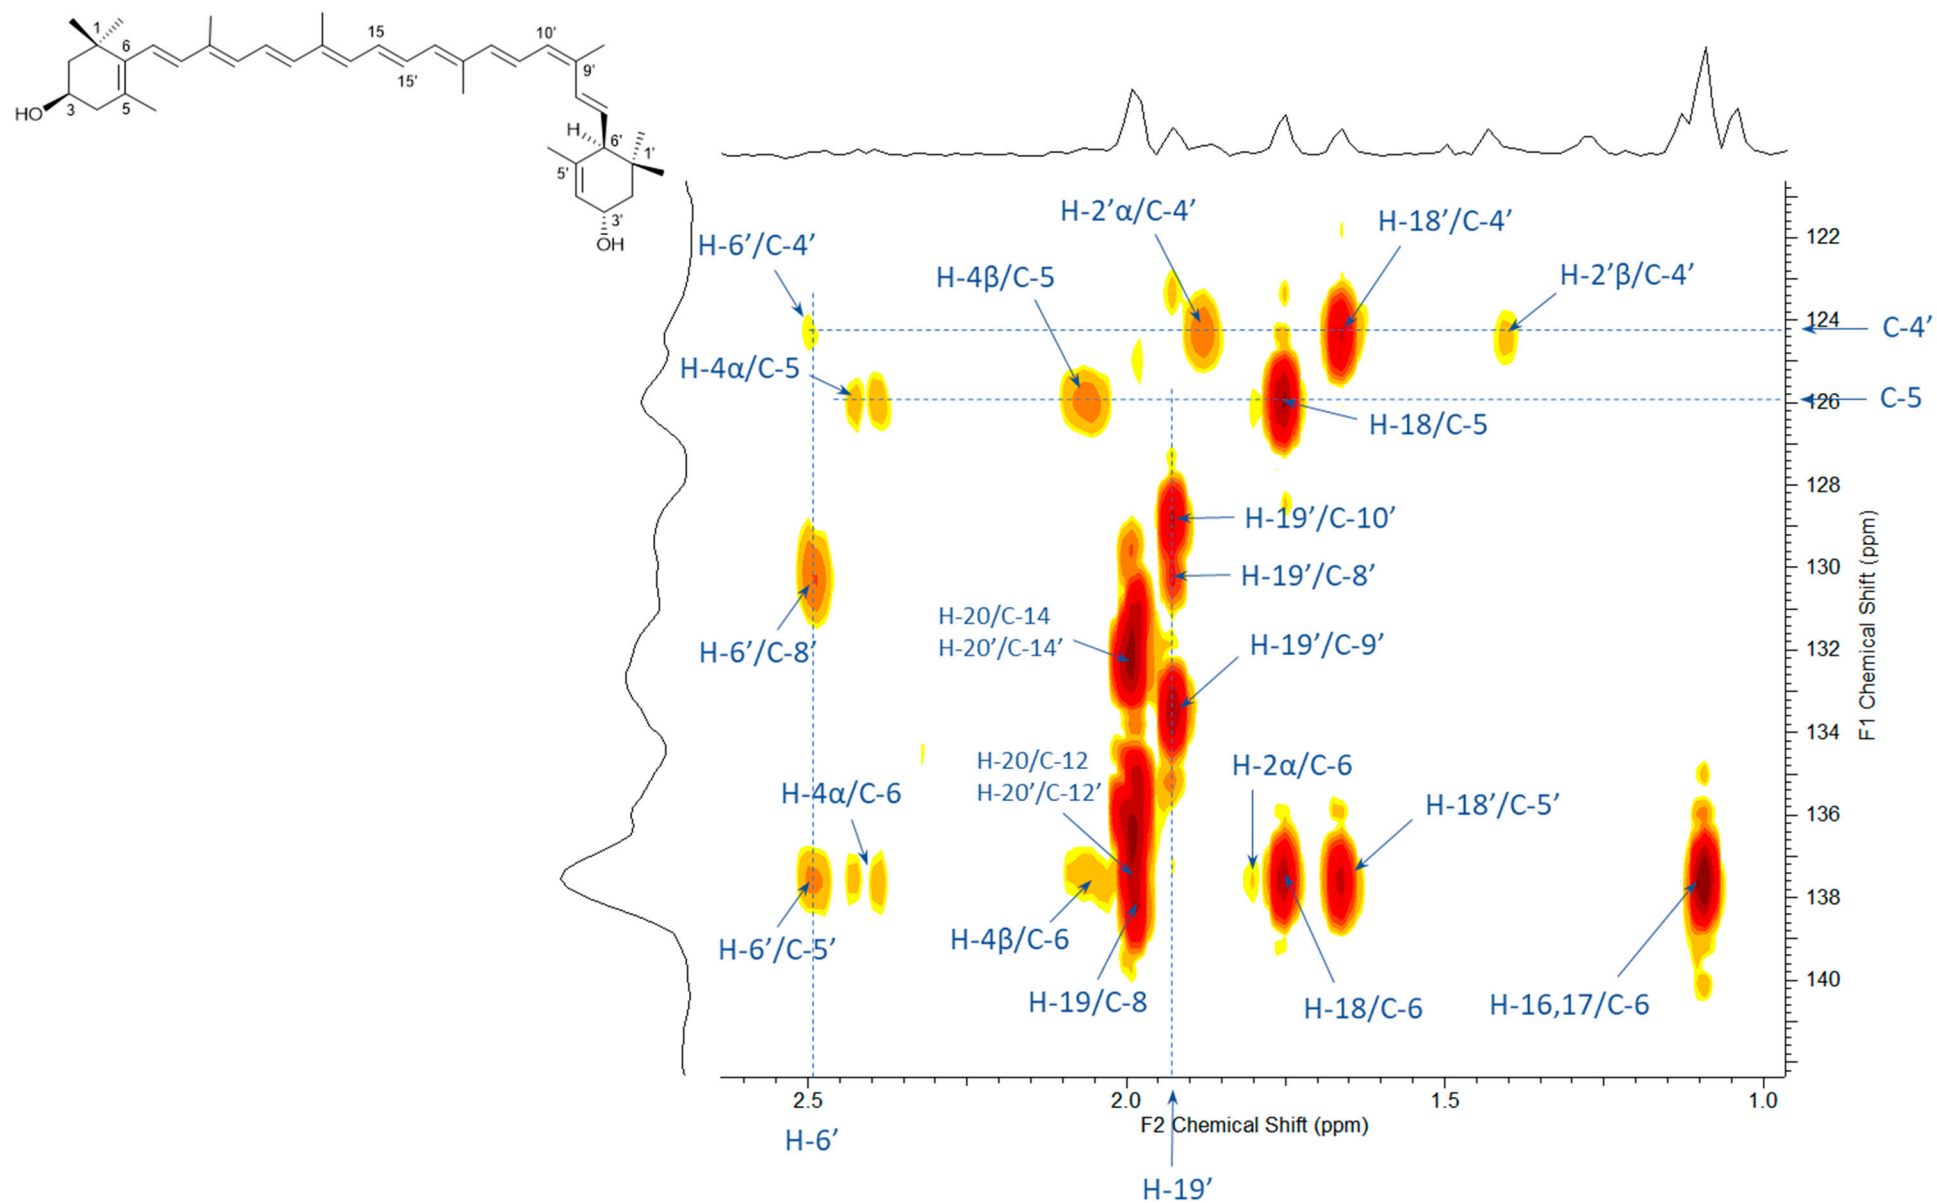 1
6
15
10'
15'
9'
HO
3
5
H
6'
1'
5'
3'
OH
H-2'α/C-4'
H-18'/C-4'
H-6'/C-4'
H-4β/C-5
H-2'β/C-4'
122
124
C-4'
H-4α/C-5
126
C-5
H-18/C-5
128
H-19'/C-10'
130
H-19'/C-8'
H-20/C-14
H-20'/C-14'
H-6'/C-8'
H-19'/C-9'
132
134
H-20/C-12
H-20'/C-12'
H-2α/C-6
H-4α/C-6
H-18'/C-5'
136
138
H-6'/C-5'
H-4β/C-6
H-19/C-8
H-18/C-6
H-16,17/C-6
140
F1 Chemical Shift (ppm)
2.5
2.0
1.5
1.0
F2 Chemical Shift (ppm)
H-6'
H-19'